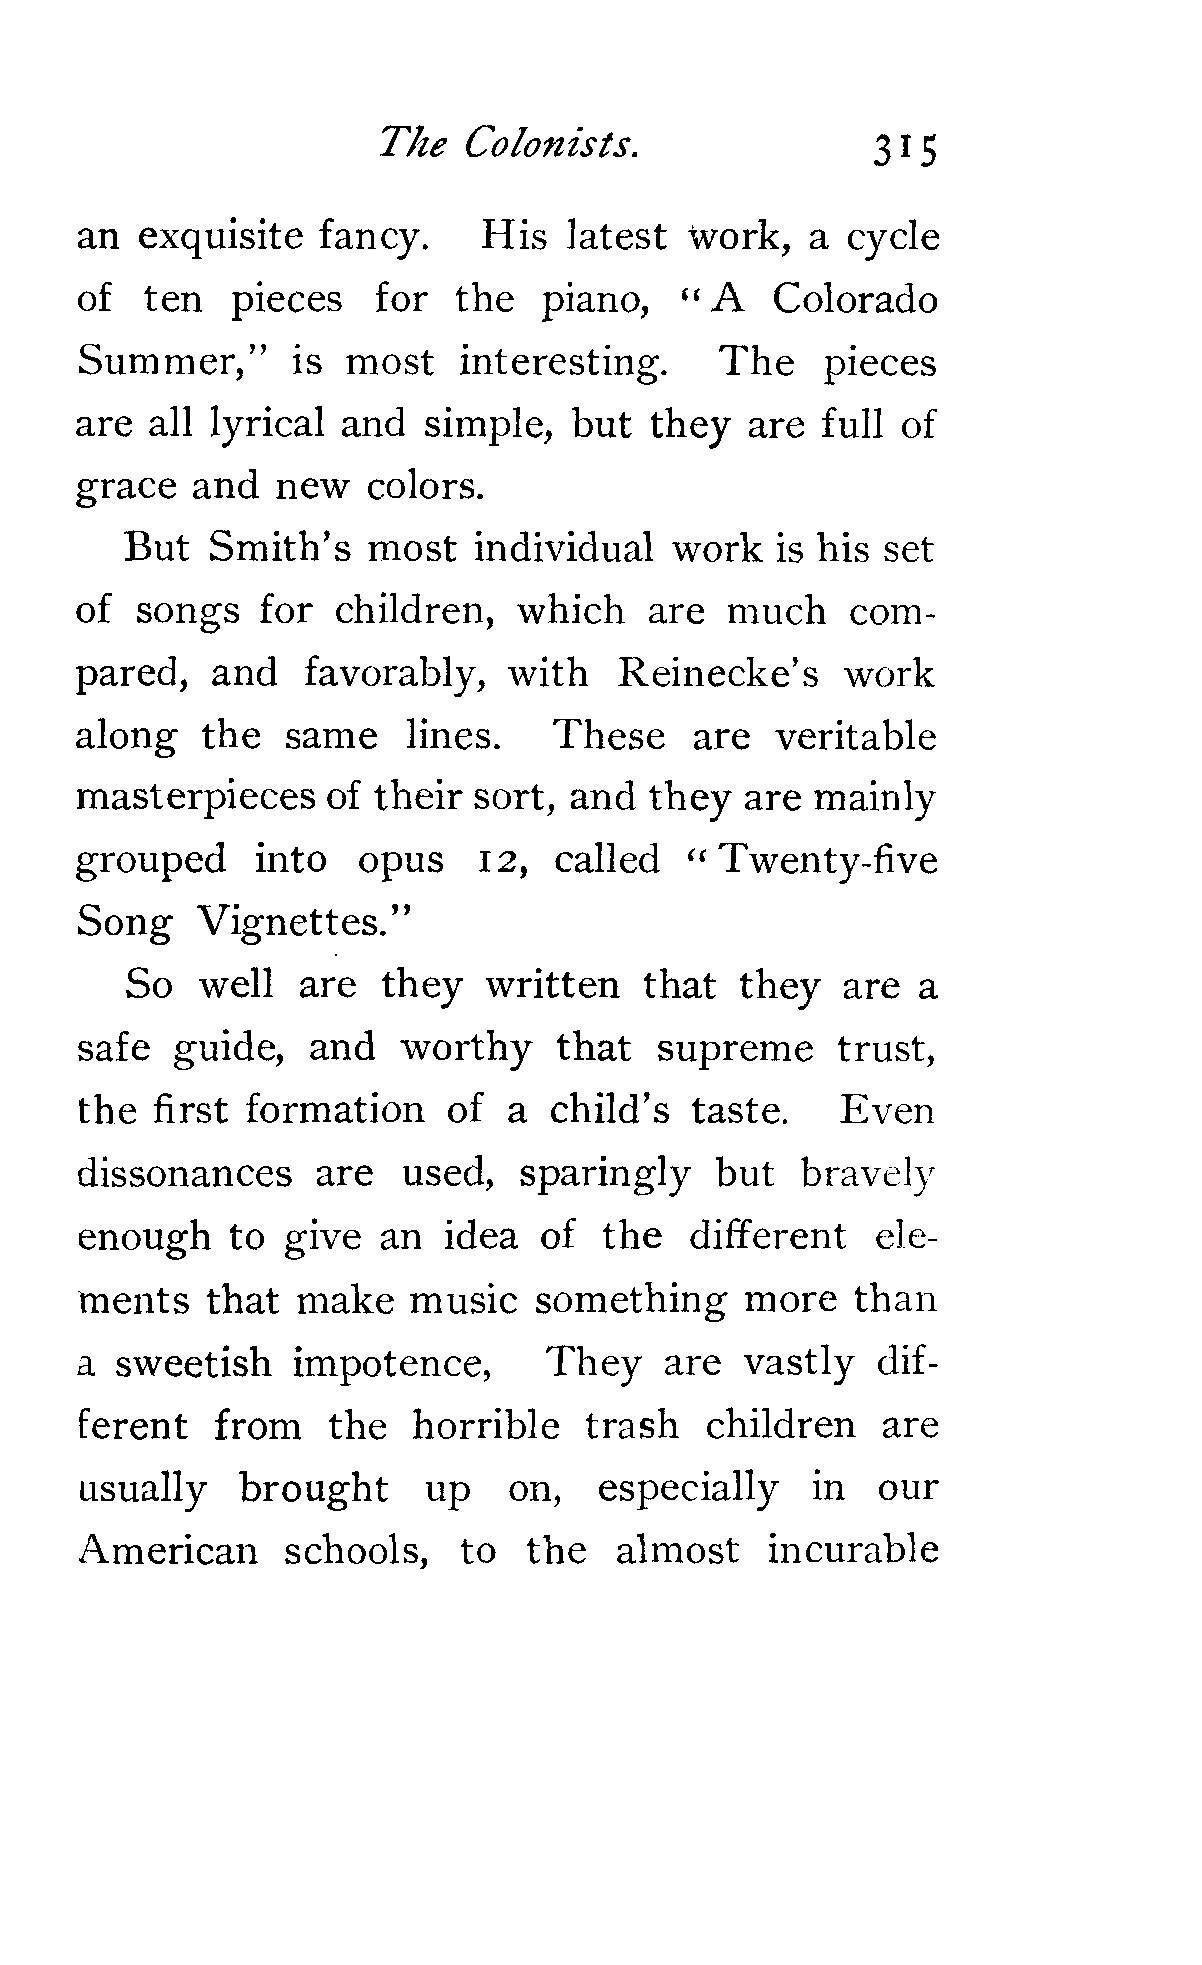 The Colonists. 315
an exquisite fancy. His latest work, a cycle
of ten pieces for the piano, “A Colorado
Summer,” is most interesting. The pieces
are all lyrical and simple, but they are full of
grace and new colors.
But Smith’s most individual work is his set
of songs for children, which are much com-
pared, and favorably, with Reinecke’s work
along the same lines. These are veritable
masterpieces of their sort, and they are mainly
grouped into opus 12, called “Twenty-five
Song Vignettes.”
So well are they written that they are a
safe guide, and worthy that supreme trust,
the first formation of a child’s taste. Even
dissonances are used, sparingly but bravely
enough to give an idea of the different ele-
ments that make music something more than
a sweetish impotence, They are vastly dif-
ferent from the horrible trash children are
usually brought up on, especially in our
American schools, to the almost incurable